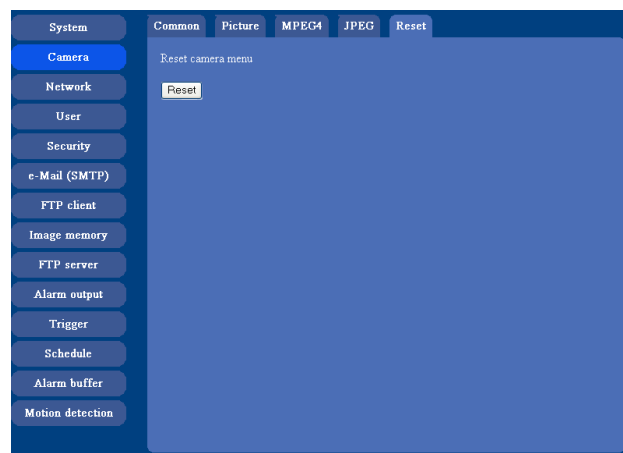 System
Camera
Network
User
Security
e-Mail (SMTP)
FTP client
Image memory
FTP server
Alarm output
Trigger
Schedule
Alarm buffer
Motion detection
Common Picture MPEG4 JPEG Reset
Reset camera menu
Reset